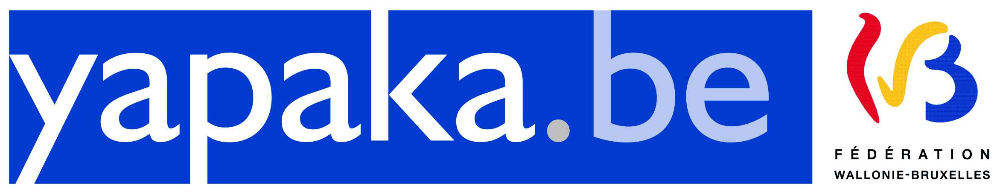 yapaka.be
FÉDÉRATION
WALLONIE-BRUXELLES